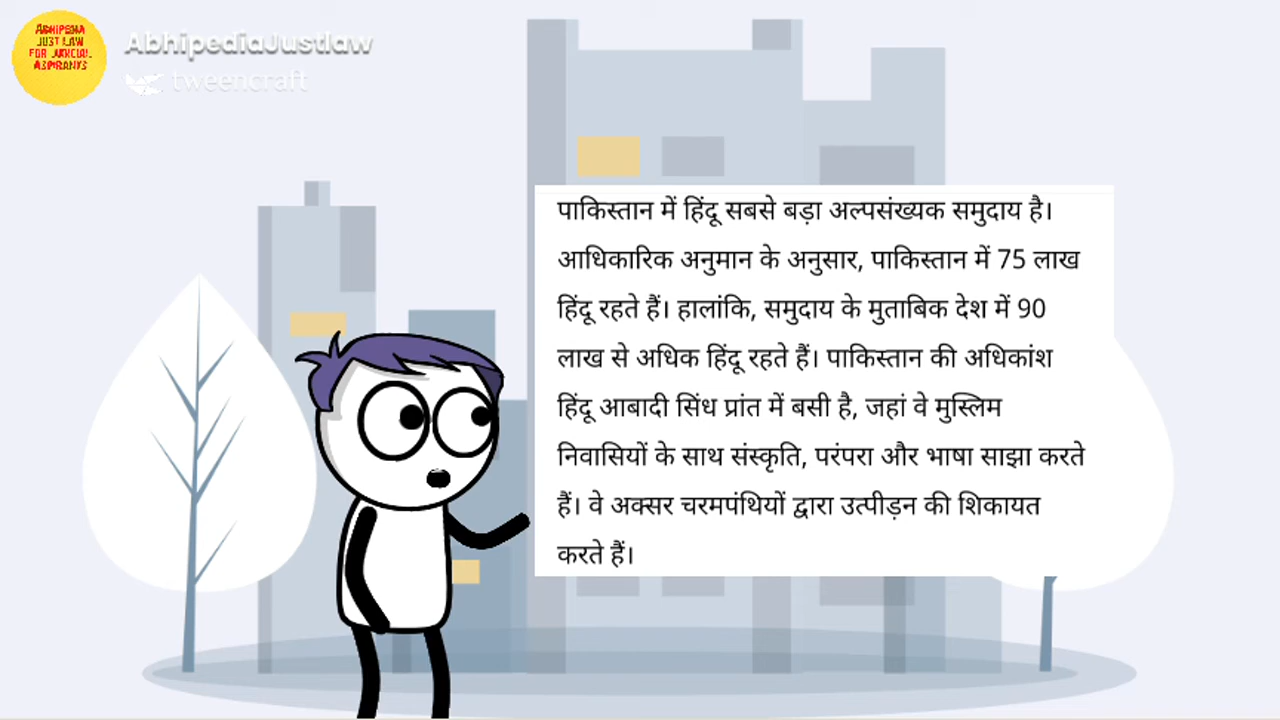 ABHIPEDIA
JUST LAW
FOR JUDICIAL
ASPIRANTS
AbhipediaJustlaw
tweencraft
पाकिस्तान में हिंदू सबसे बड़ा अल्पसंख्यक समुदाय है।
आधिकारिक अनुमान के अनुसार, पाकिस्तान में 75 लाख
हिंदू रहते हैं। हालांकि, समुदाय के मुताबिक देश में 90
लाख से अधिक हिंदू रहते हैं। पाकिस्तान की अधिकांश
हिंदू आबादी सिंध प्रांत में बसी है, जहां वे मुस्लिम
निवासियों के साथ संस्कृति, परंपरा और भाषा साझा करते
हैं। वे अक्सर चरमपंथियों द्वारा उत्पीड़न की शिकायत
करते हैं।